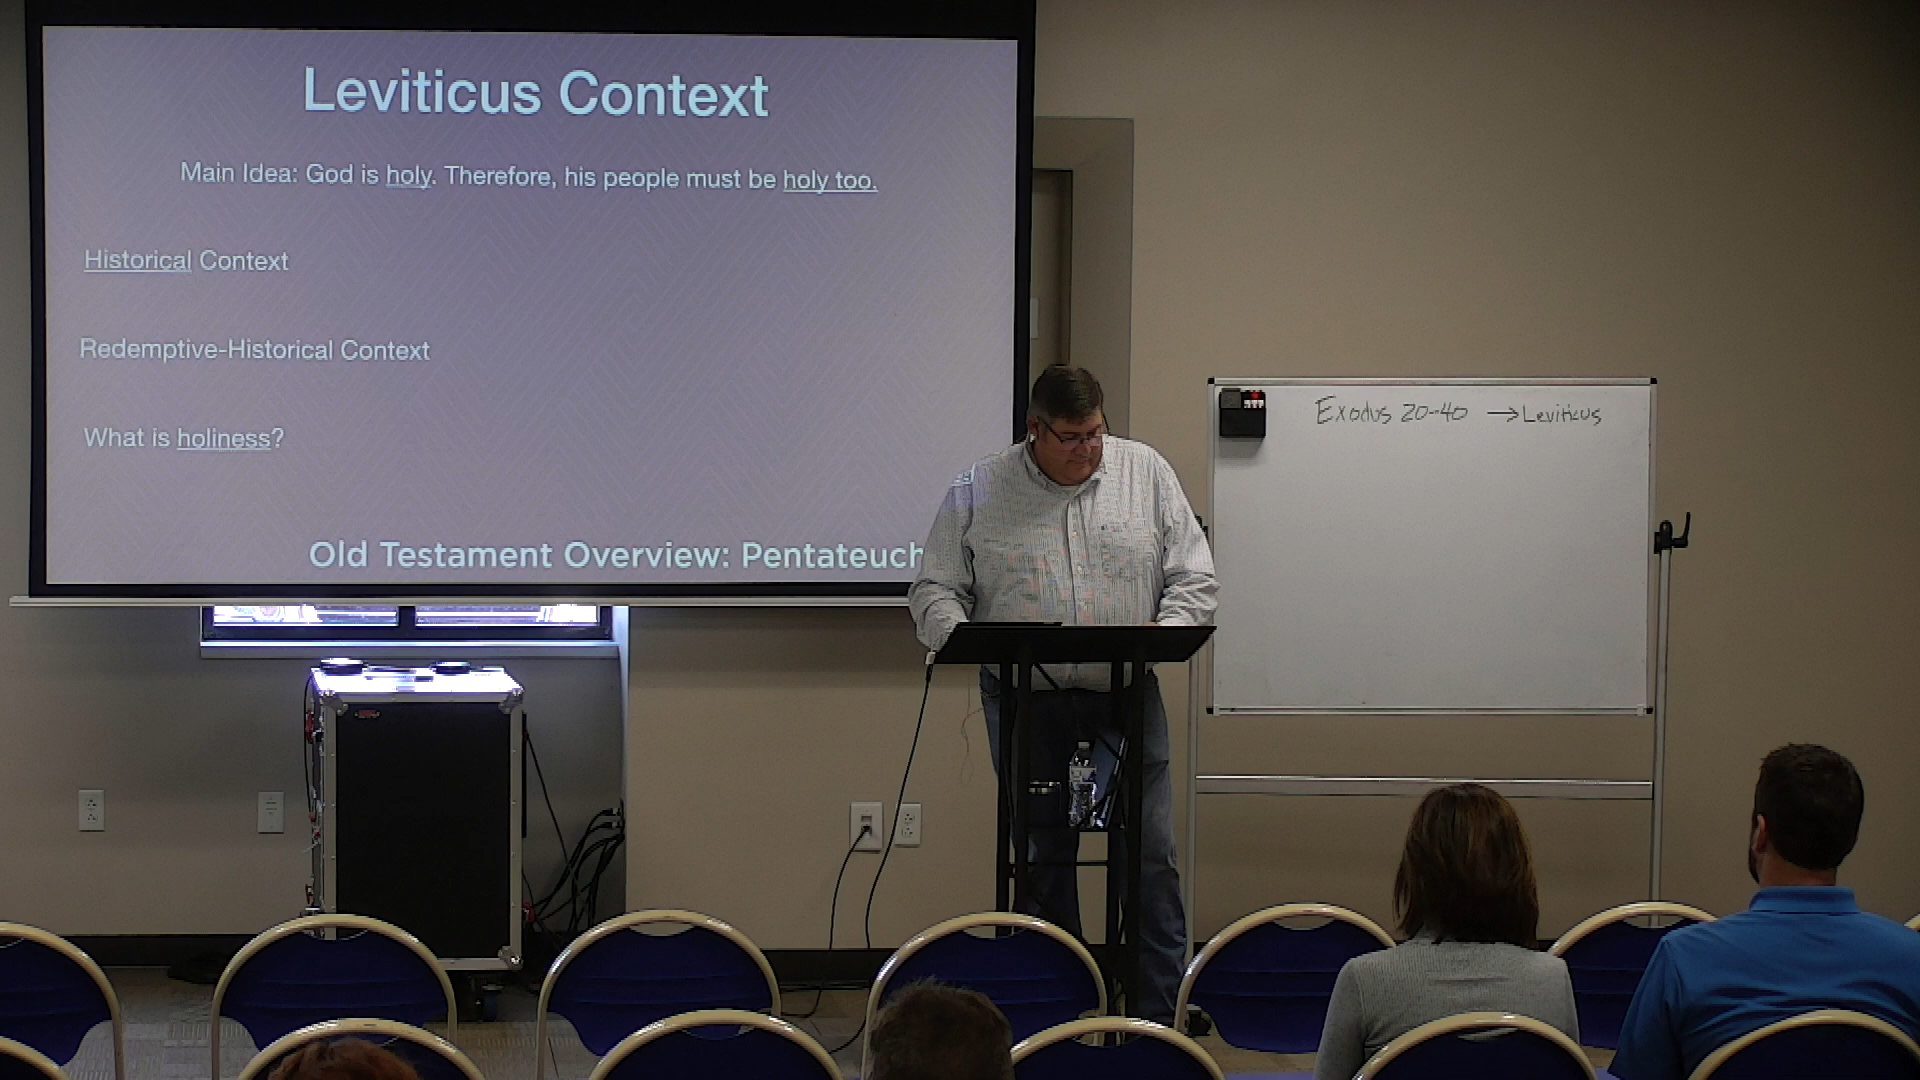 Leviticus Context
Main Idea: God is holy. Therefore, his people must be holy too.
Historical Context
Redemptive-Historical Context
What is holiness?
Old Testament Overview: Pentateuch
Exodus 20-40 → Leviticus